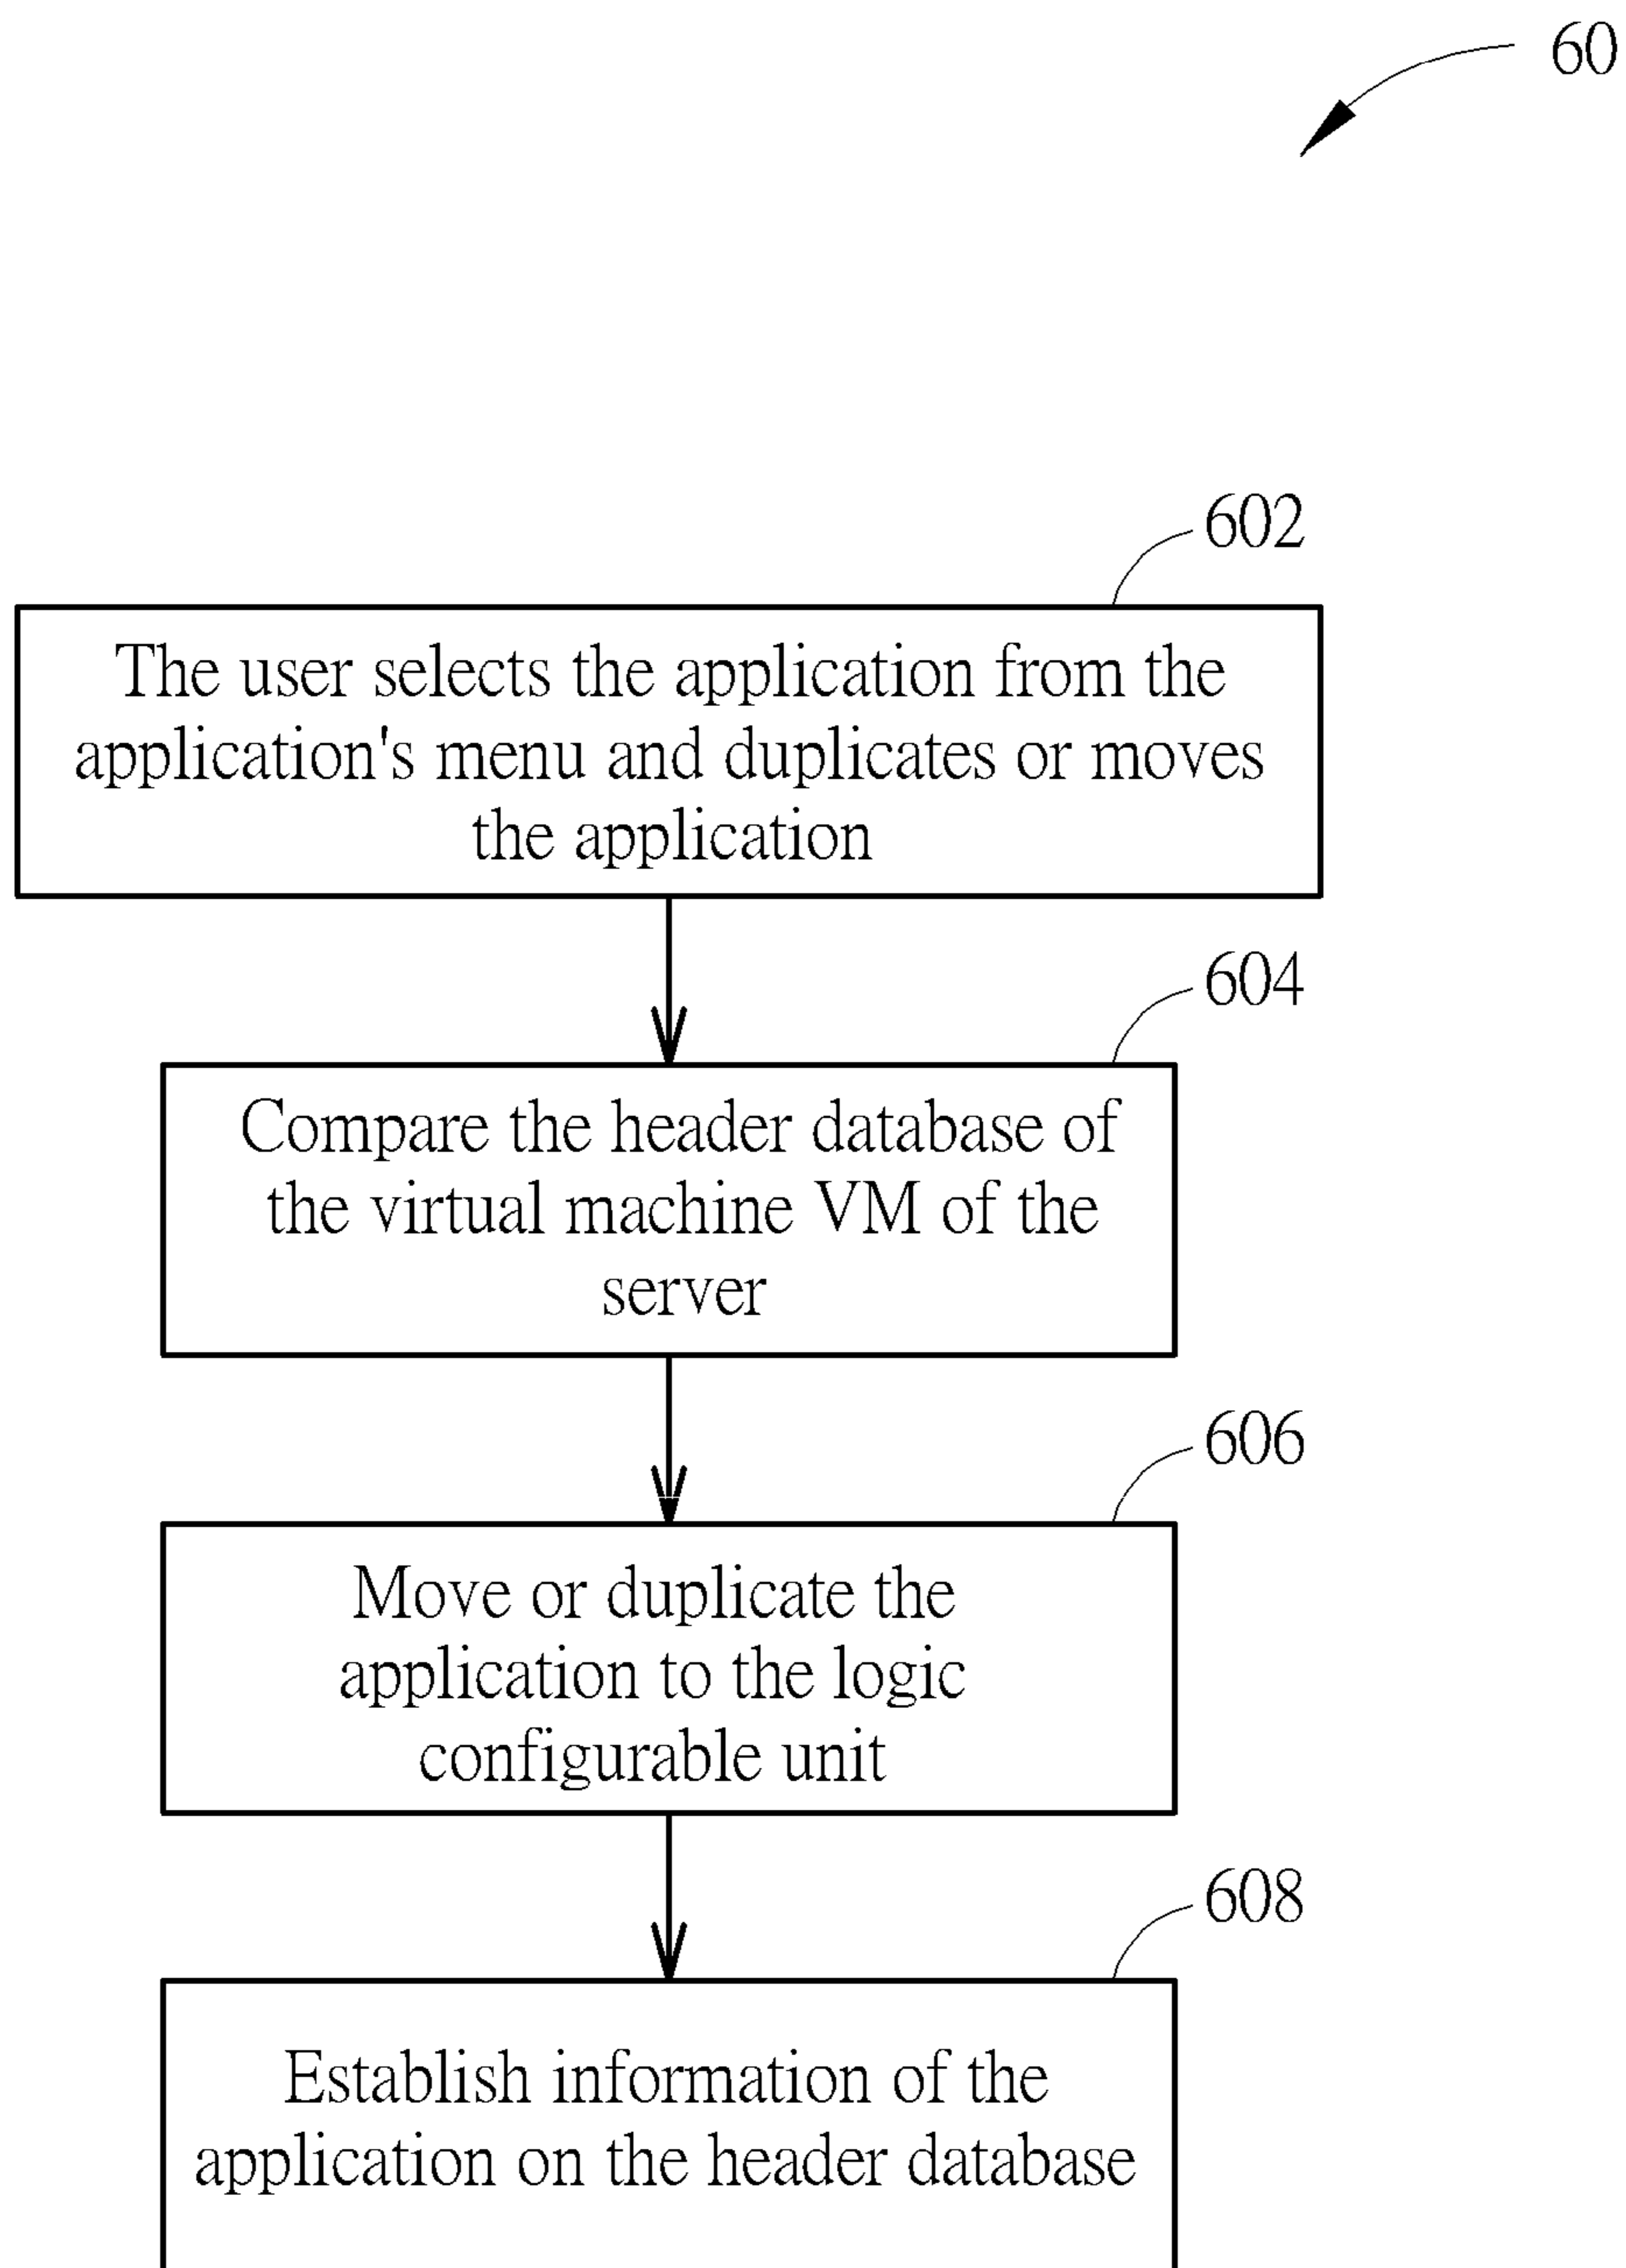 60
602
The user selects the application from the
application's menu and duplicates or moves
the application
604
Compare the header database of
the virtual machine VM of the
server
606
Move or duplicate the
application to the logic
configurable unit
608
Establish information of the
application on the header database